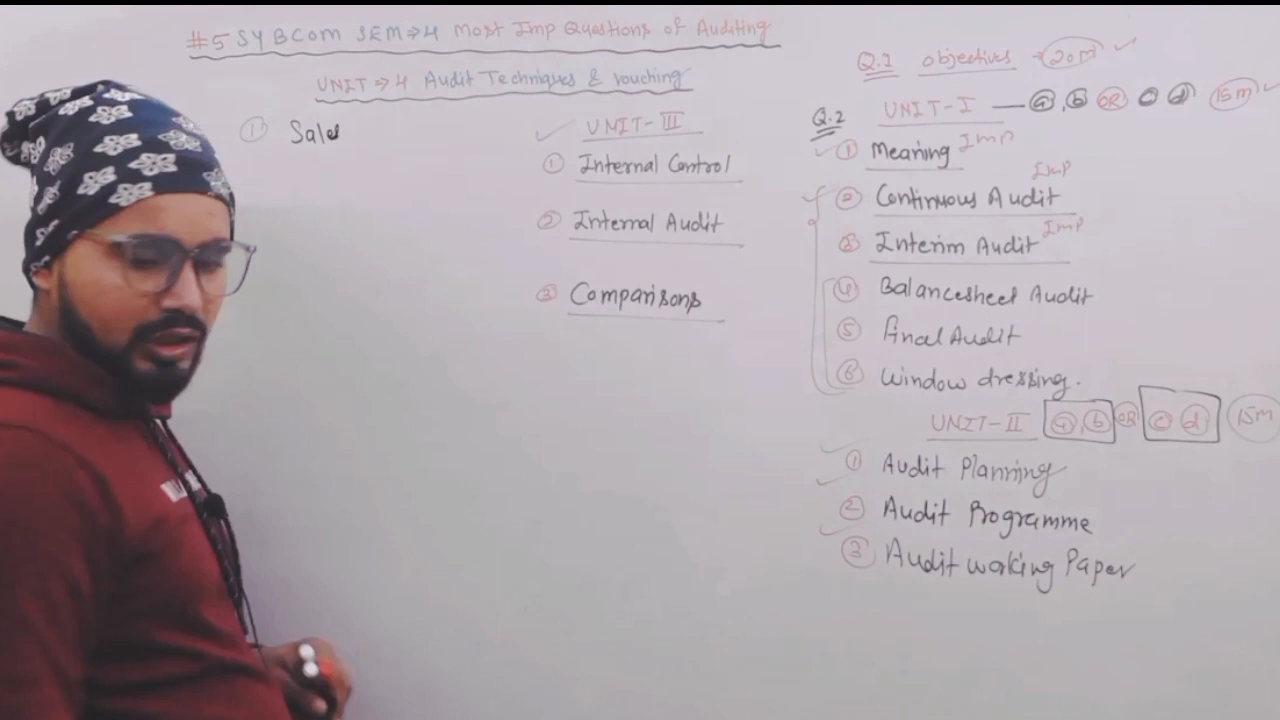 #5 SYBCOM SEM⇒4 Most Imp Questions of Auditing
UNIT ⇒ 4 Audit Techniques & vouching
① Sales
UNIT-III
① Internal Control
② Internal Audit
③ Comparisons
Q.1 objectives → 20M
Q.2 UNIT-I — a, b OR c d 15M
① Meaning Imp
② Continuous Audit Imp
③ Interim Audit Imp
④ Balancesheet Audit
⑤ final Audit
⑥ window dressing.
UNIT-II a, b OR c d 15M
① Audit Planning
② Audit Programme
③ Audit working Paper